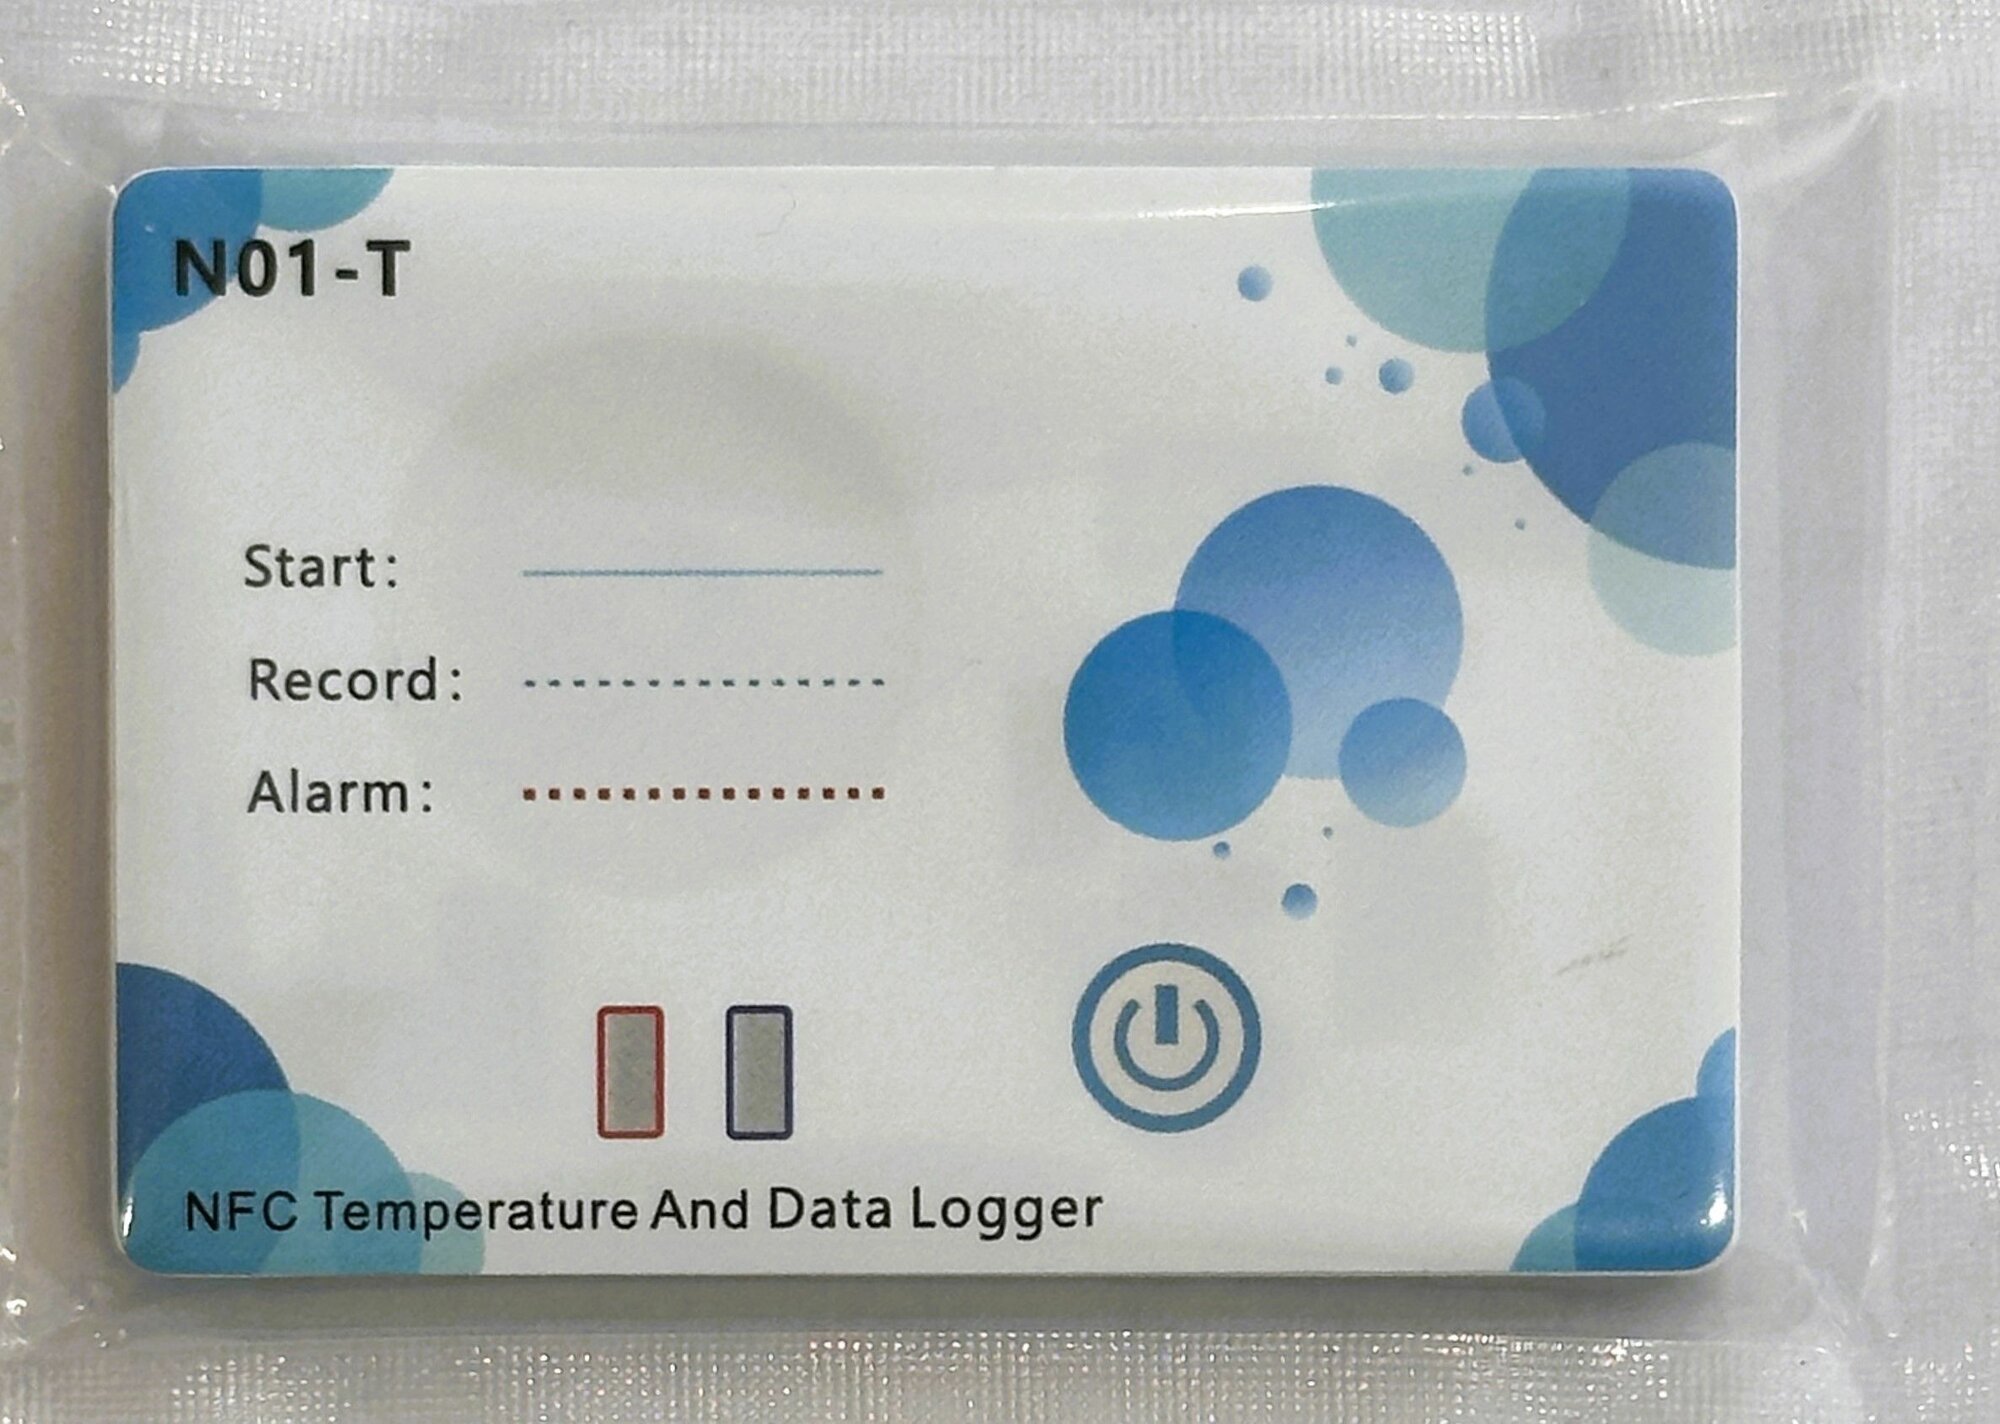 N01-T
Start:
Record:
Alarm:
NFC Temperature And Data Logger